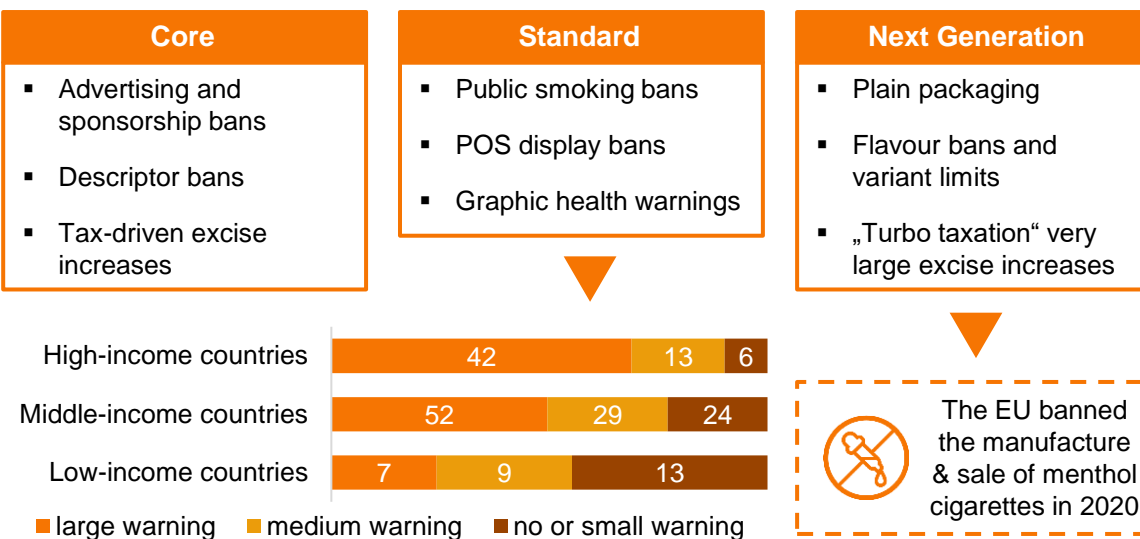 Core
▪ Advertising and
sponsorship bans
▪ Descriptor bans
▪ Tax-driven excise
increases
Standard
▪ Public smoking bans
▪ POS display bans
▪ Graphic health warnings
Next Generation
▪ Plain packaging
▪ Flavour bans and
variant limits
▪ „Turbo taxation“ very
large excise increases
High-income countries 42 13 6
Middle-income countries 52 29 24
Low-income countries 7 9 13
large warning medium warning no or small warning
The EU banned
the manufacture
& sale of menthol
cigarettes in 2020